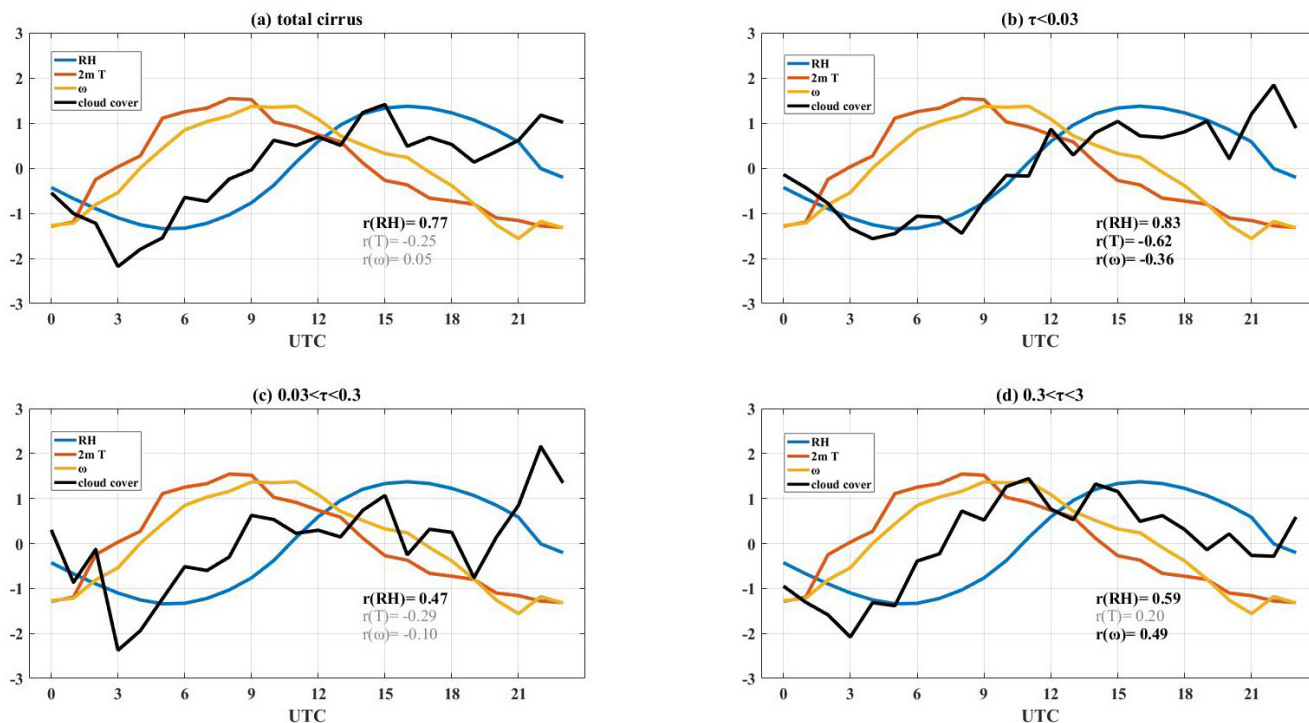 (a) total cirrus
3
2
1
0
-1
-2
-3
RH
2m T
ω
cloud cover
r(RH)= 0.77
r(T)= -0.25
r(ω)= 0.05
0 3 6 9 12 15 18 21
UTC
(b) τ<0.03
3
2
1
0
-1
-2
-3
RH
2m T
ω
cloud cover
r(RH)= 0.83
r(T)= -0.62
r(ω)= -0.36
0 3 6 9 12 15 18 21
UTC
(c) 0.03<τ<0.3
3
2
1
0
-1
-2
-3
RH
2m T
ω
cloud cover
r(RH)= 0.47
r(T)= -0.29
r(ω)= -0.10
0 3 6 9 12 15 18 21
UTC
(d) 0.3<τ<3
3
2
1
0
-1
-2
-3
RH
2m T
ω
cloud cover
r(RH)= 0.59
r(T)= 0.20
r(ω)= 0.49
0 3 6 9 12 15 18 21
UTC